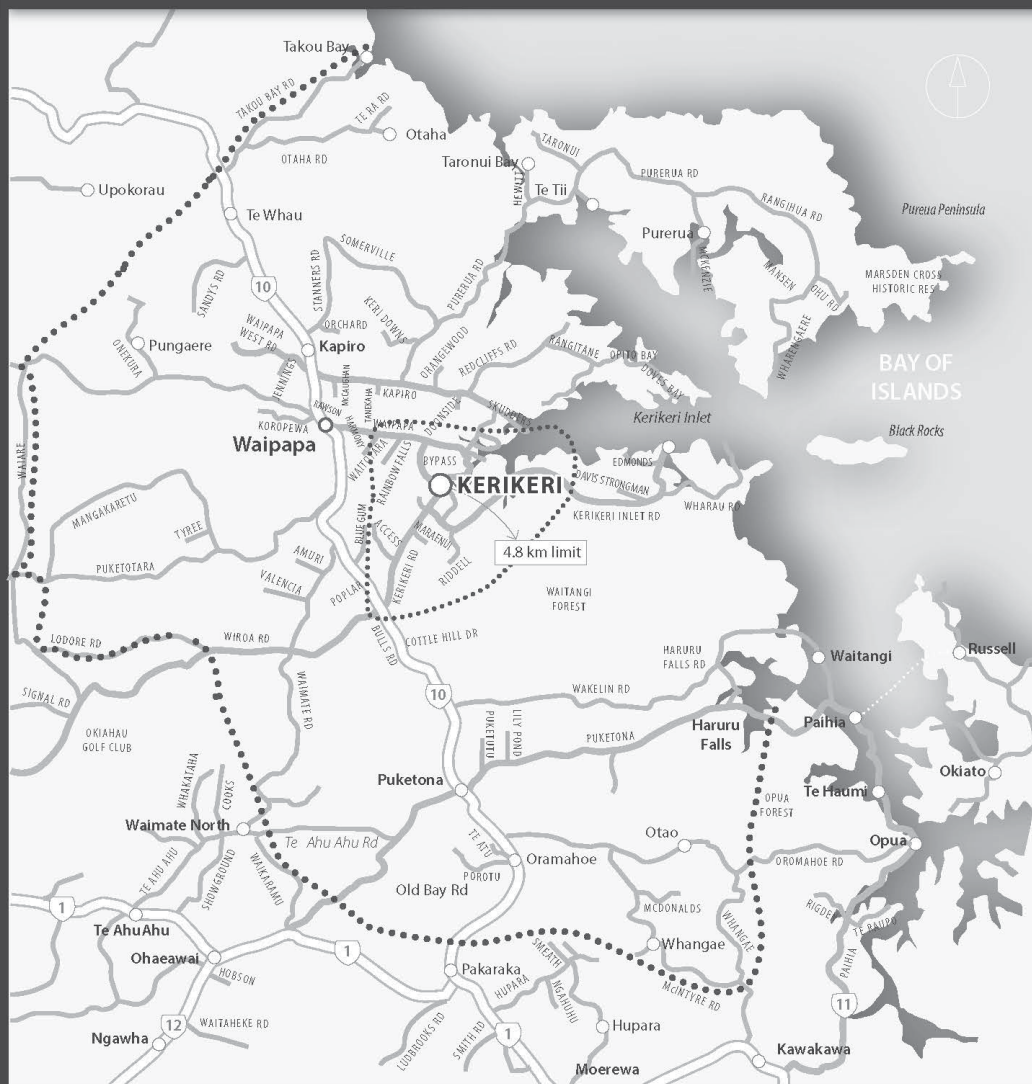 Takou Bay
TAKOU BAY RD
TE RA RD
Otaha
OTAHA RD
Upokorau
Te Whau
TARONUI
Taronui Bay
HEWITT
Te Tii
PURERUA RD
RANGIHUA RD
Pureua Peninsula
Purerua
MCKENZIE
MANSEN
OHU RD
MARSDEN CROSS
HISTORIC RES
WHARENGAERE
SOMERVILLE
STANNERS RD
SANDYS RD
10
KERI DOWNS
PURERUA RD
ORCHARD
WAIPAPA
WEST RD
Kapiro
ORANGEWOOD
REDCLIFFS RD
RANGITANE
OPITO BAY
DOVES BAY
ONEKURA
Pungaere
JENNINGS
MCCAUGHAN
TANEKAHA
KAPIRO
SKUDDERS
BAY OF
ISLANDS
Black Rocks
Kerikeri Inlet
KOROPEWA
RAWSON
HARMONY
WAIPAPA
DOONSIDE
Waipapa
WAITOTARA
RAINBOW FALLS
BYPASS
KERIKERI
EDMONDS
DAVIS STRONGMAN
KERIKERI INLET RD
WHARAU RD
WAIARE
MANGAKARETU
TYREE
PUKETOTARA
BLUE GUM
ACCESS
MARAENUI
KERIKERI RD
RIDDELL
4.8 km limit
AMURI
VALENCIA
POPLAR
WAITANGI
FOREST
LODORE RD
WIROA RD
BULLS RD
COTTLE HILL DR
HARURU
FALLS RD
Waitangi
Russell
SIGNAL RD
OKIAHAU
GOLF CLUB
WAIMATE RD
10
WAKELIN RD
PUKETUTU
LILY POND
PUKETONA
Haruru
Falls
Paihia
Okiato
Puketona
Te Haumi
OPUA
FOREST
WHAKATAHA
COOKS
Waimate North
Te Ahu Ahu Rd
TE ATU
Otao
Opua
Oramahoe
OROMAHOE RD
TE AHU AHU
SHOWGROUND
WAIKARAMU
POROTU
Old Bay Rd
MCDONALDS
WHANGAE
RIGDEN
TE RAUPO
1
Te AhuAhu
Whangae
PAIHIA
Ohaeawai
1
SMEATH
HOBSON
Pakaraka
HUPARA
NGAHUHU
McINTYRE RD
11
12
WAITAHEKE RD
Ngawha
LUDBROOKS RD
SMITH RD
1
Hupara
Moerewa
Kawakawa